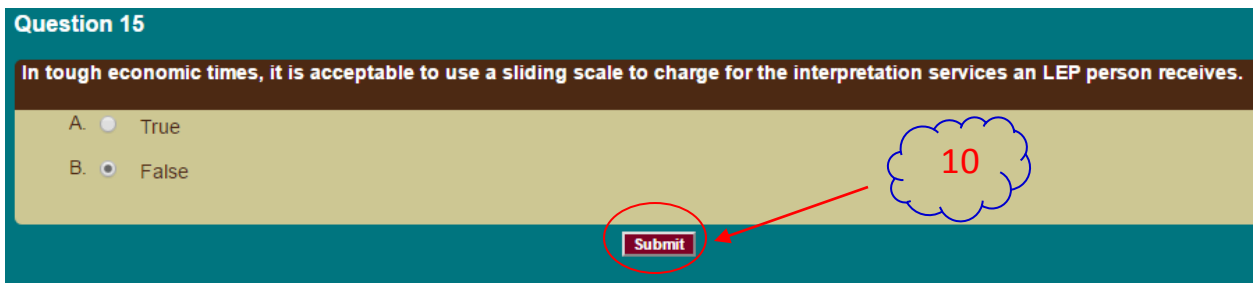 Question 15
In tough economic times, it is acceptable to use a sliding scale to charge for the interpretation services an LEP person receives.
A. True
B. False
10
Submit